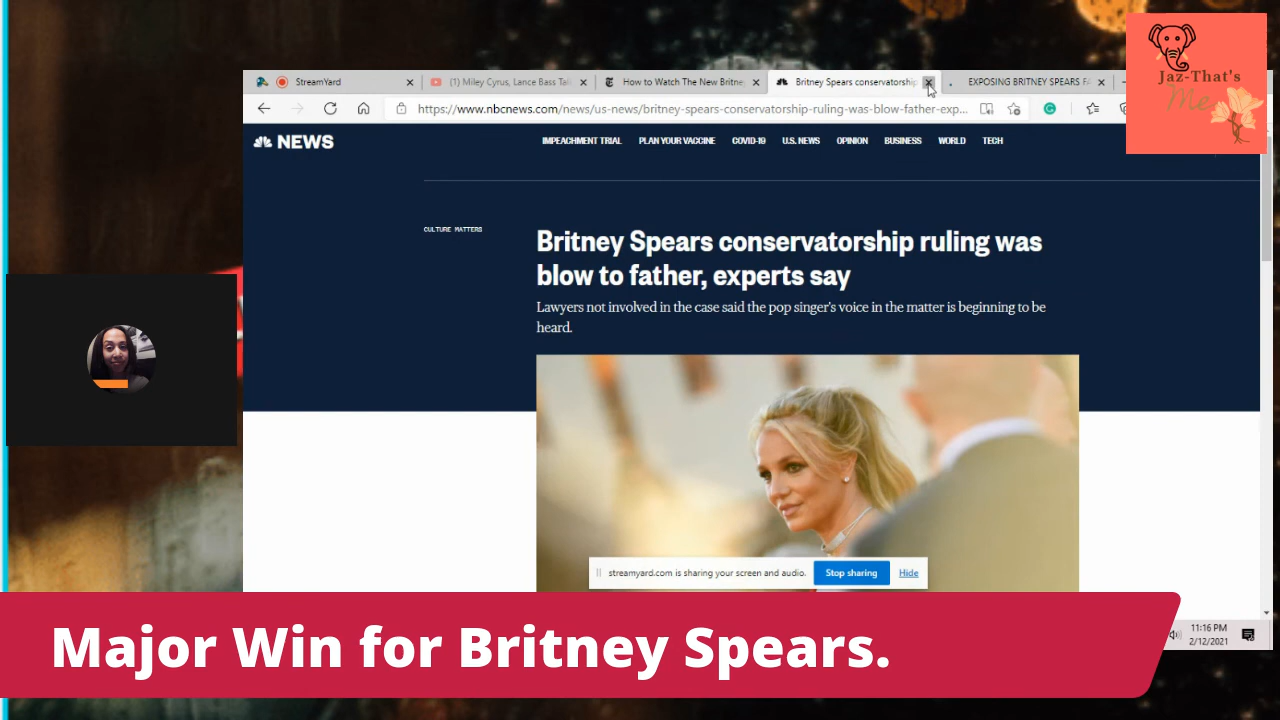 Jaz-That's
Me
StreamYard
(1) Miley Cyrus, Lance Bass Tal
How to Watch The New Britne
Britney Spears conservatorship
EXPOSING BRITNEY SPEARS FA
https://www.nbcnews.com/news/us-news/britney-spears-conservatorship-ruling-was-blow-father-exp...
NEWS
IMPEACHMENT TRIAL
PLAN YOUR VACCINE
COVID-19
U.S. NEWS
OPINION
BUSINESS
WORLD
TECH
CULTURE MATTERS
Britney Spears conservatorship ruling was
blow to father, experts say
Lawyers not involved in the case said the pop singer's voice in the matter is beginning to be
heard.
streamyard.com is sharing your screen and audio.
Stop sharing
Hide
Major Win for Britney Spears.
11:16 PM
2/12/2021